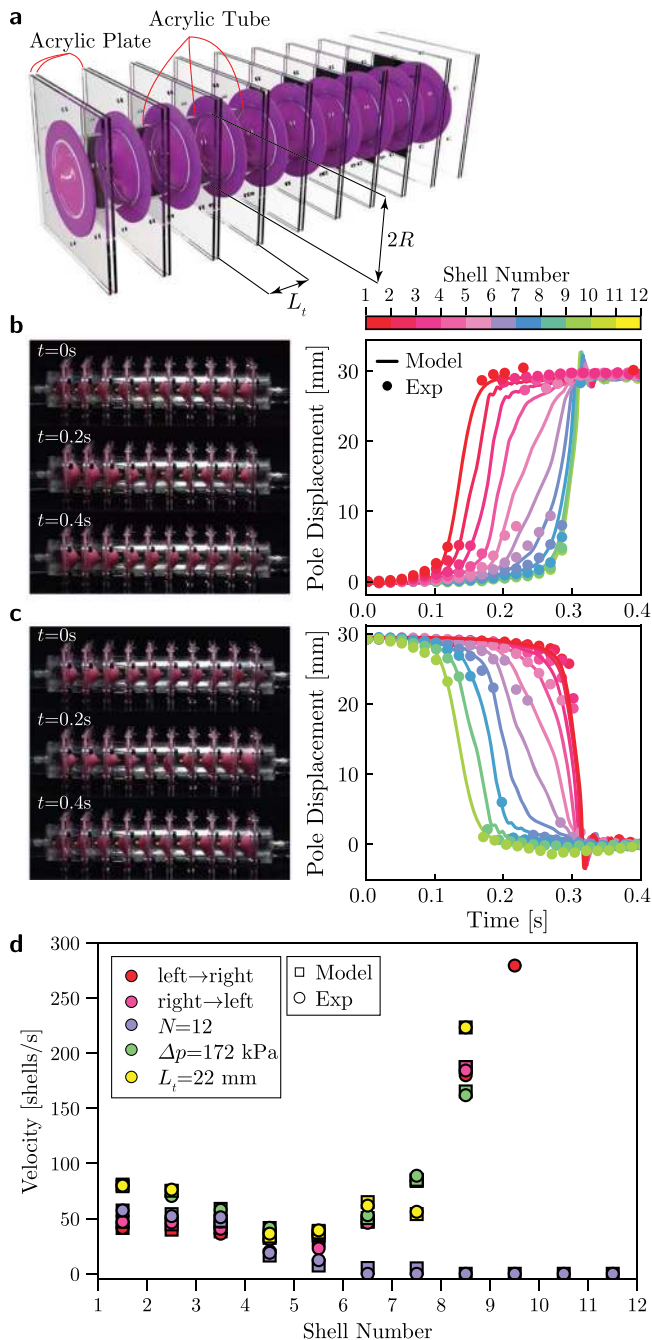 a
Acrylic Plate
Acrylic Tube
2R
L_t
Shell Number
1 2 3 4 5 6 7 8 9 10 11 12
b
t=0s
t=0.2s
t=0.4s
Pole Displacement [mm]
30
20
10
0
Model
Exp
0.0 0.1 0.2 0.3 0.4
c
t=0s
t=0.2s
t=0.4s
Pole Displacement [mm]
30
20
10
0
0.0 0.1 0.2 0.3 0.4
Time [s]
d
Velocity [shells/s]
300
250
200
150
100
50
0
left→right
right→left
N=12
Δp=172 kPa
L_t=22 mm
Model
Exp
1 2 3 4 5 6 7 8 9 10 11 12
Shell Number